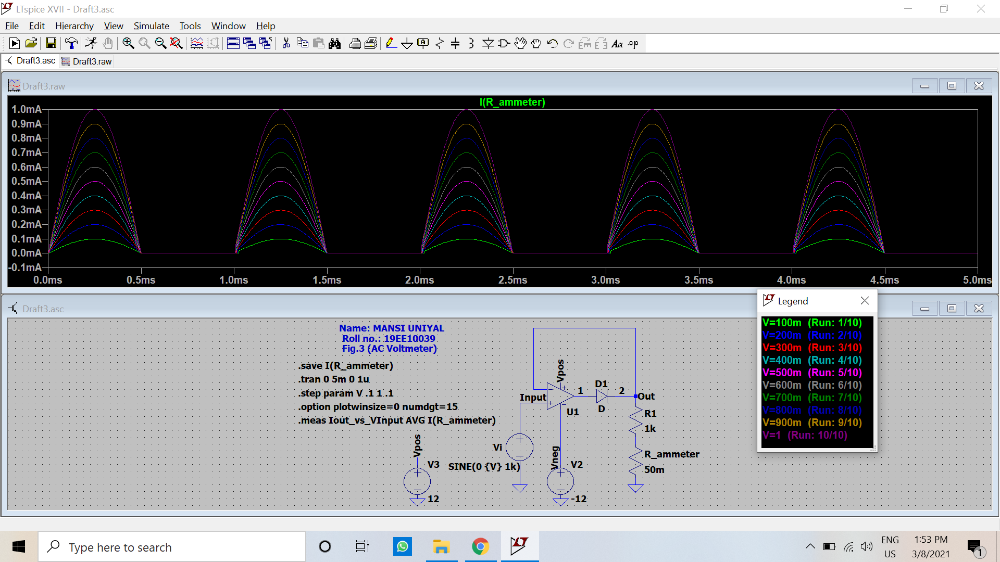 LTspice XVII - Draft3.asc
File Edit Hierarchy View Simulate Tools Window Help
Draft3.asc Draft3.raw
Draft3.raw
I(R_ammeter)
1.0mA
0.9mA
0.8mA
0.7mA
0.6mA
0.5mA
0.4mA
0.3mA
0.2mA
0.1mA
0.0mA
-0.1mA
0.0ms 0.5ms 1.0ms 1.5ms 2.0ms 2.5ms 3.0ms 3.5ms 4.0ms 4.5ms 5.0ms
Draft3.asc
Name: MANSI UNIYAL
Roll no.: 19EE10039
Fig.3 (AC Voltmeter)
.save I(R_ammeter)
.tran 0 5m 0 1u
.step param V .1 1 .1
.option plotwinsize=0 numdgt=15
.meas Iout_vs_VInput AVG I(R_ammeter)
Vpos
V3
12
Vi
SINE(0 {V} 1k)
Input
Vpos
U1
1
D1
D
2
Out
Vneg
V2
-12
R1
1k
R_ammeter
50m
Legend
V=100m (Run: 1/10)
V=200m (Run: 2/10)
V=300m (Run: 3/10)
V=400m (Run: 4/10)
V=500m (Run: 5/10)
V=600m (Run: 6/10)
V=700m (Run: 7/10)
V=800m (Run: 8/10)
V=900m (Run: 9/10)
V=1 (Run: 10/10)
Type here to search
ENG
US
1:53 PM
3/8/2021
1